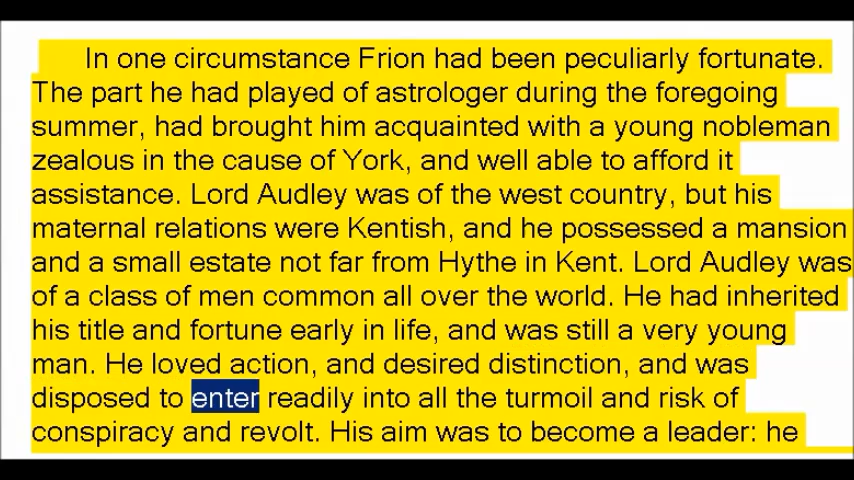 In one circumstance Frion had been peculiarly fortunate.
The part he had played of astrologer during the foregoing
summer, had brought him acquainted with a young nobleman
zealous in the cause of York, and well able to afford it
assistance. Lord Audley was of the west country, but his
maternal relations were Kentish, and he possessed a mansion
and a small estate not far from Hythe in Kent. Lord Audley was
of a class of men common all over the world. He had inherited
his title and fortune early in life, and was still a very young
man. He loved action, and desired distinction, and was
disposed to enter readily into all the turmoil and risk of
conspiracy and revolt. His aim was to become a leader: he